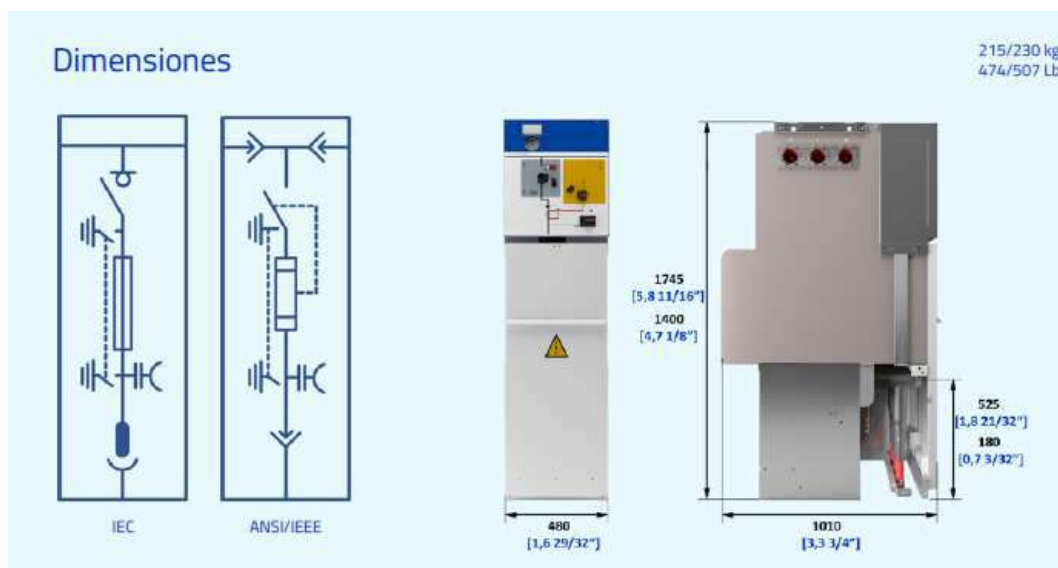 Dimensiones
215/230 kg
474/507 Lb
1745
[5,8 11/16"]
1400
[4,7 1/8"]
525
[1,8 21/32"]
180
[0,7 3/32"]
IEC
ANSI/IEEE
480
[1,6 29/32"]
1010
[3,3 3/4"]